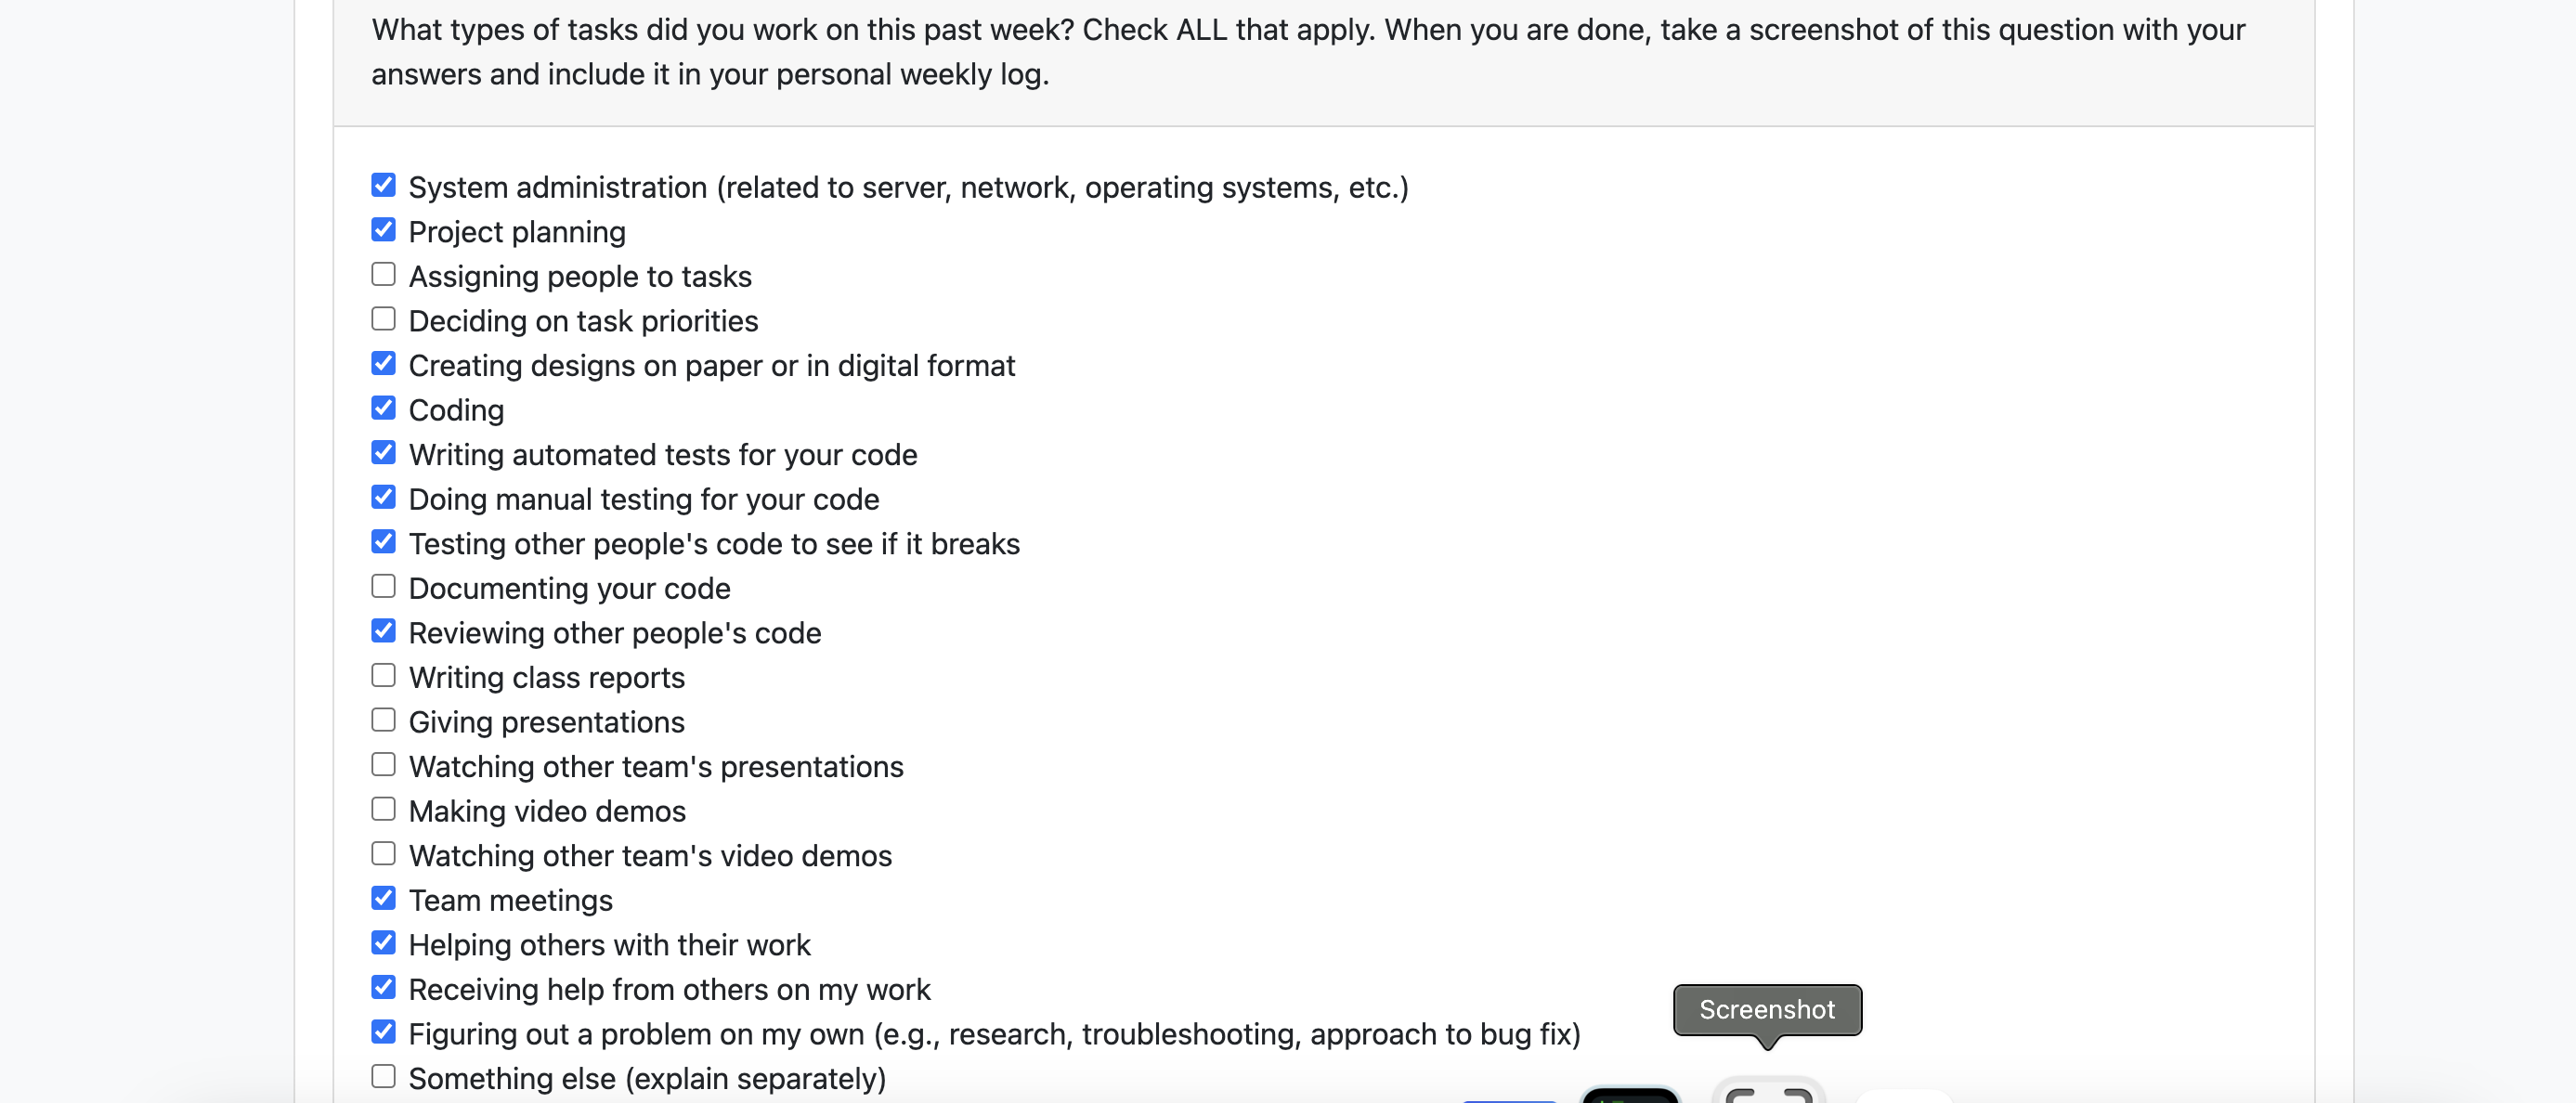 What types of tasks did you work on this past week? Check ALL that apply. When you are done, take a screenshot of this question with your
answers and include it in your personal weekly log.
System administration (related to server, network, operating systems, etc.)
Project planning
Assigning people to tasks
Deciding on task priorities
Creating designs on paper or in digital format
Coding
Writing automated tests for your code
Doing manual testing for your code
Testing other people's code to see if it breaks
Documenting your code
Reviewing other people's code
Writing class reports
Giving presentations
Watching other team's presentations
Making video demos
Watching other team's video demos
Team meetings
Helping others with their work
Receiving help from others on my work
Figuring out a problem on my own (e.g., research, troubleshooting, approach to bug fix)
Screenshot
Something else (explain separately)